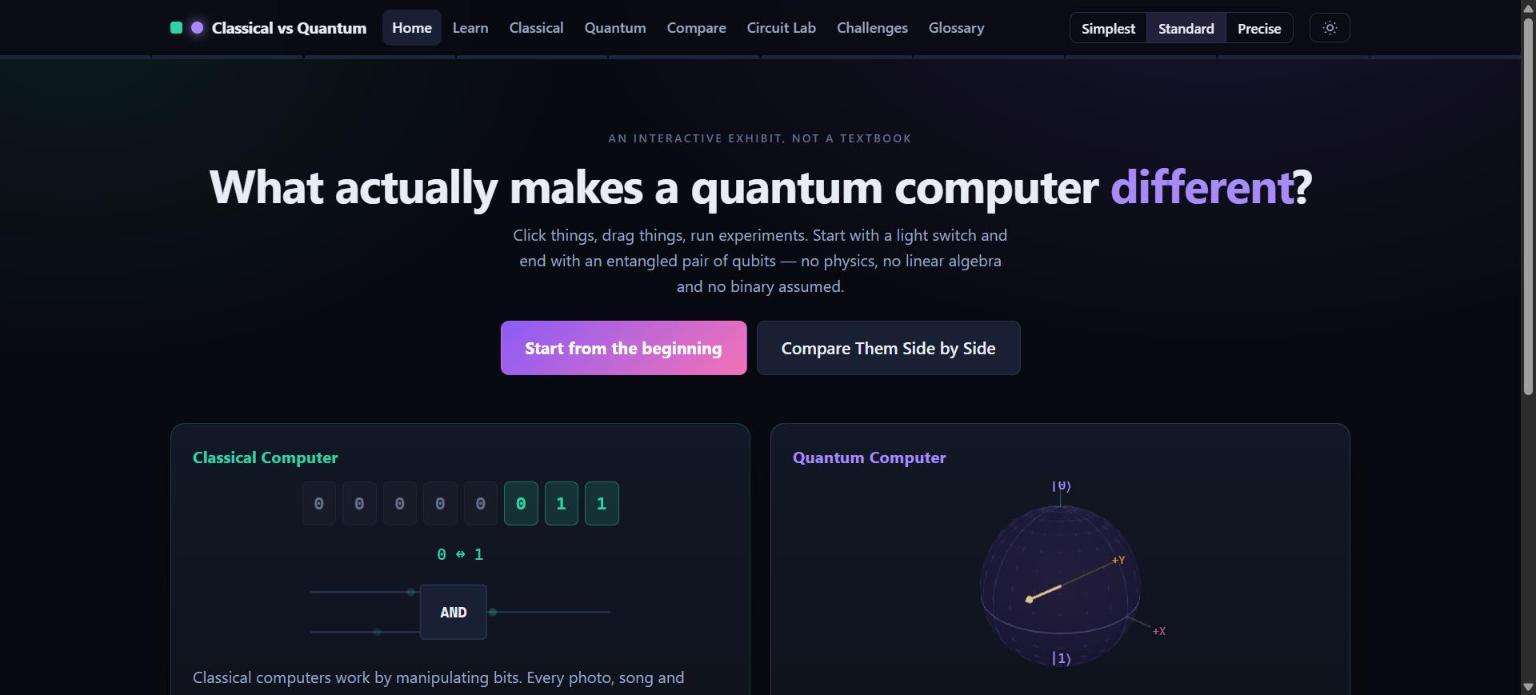 Classical vs Quantum Home Learn Classical Quantum Compare Circuit Lab Challenges Glossary Simplest Standard Precise
AN INTERACTIVE EXHIBIT, NOT A TEXTBOOK
What actually makes a quantum computer different?
Click things, drag things, run experiments. Start with a light switch and
end with an entangled pair of qubits — no physics, no linear algebra
and no binary assumed.
Start from the beginning
Compare Them Side by Side
Classical Computer
0 0 0 0 0 0 1 1
0 ↔ 1
AND
Classical computers work by manipulating bits. Every photo, song and
Quantum Computer
|0⟩
+Y
+X
|1⟩